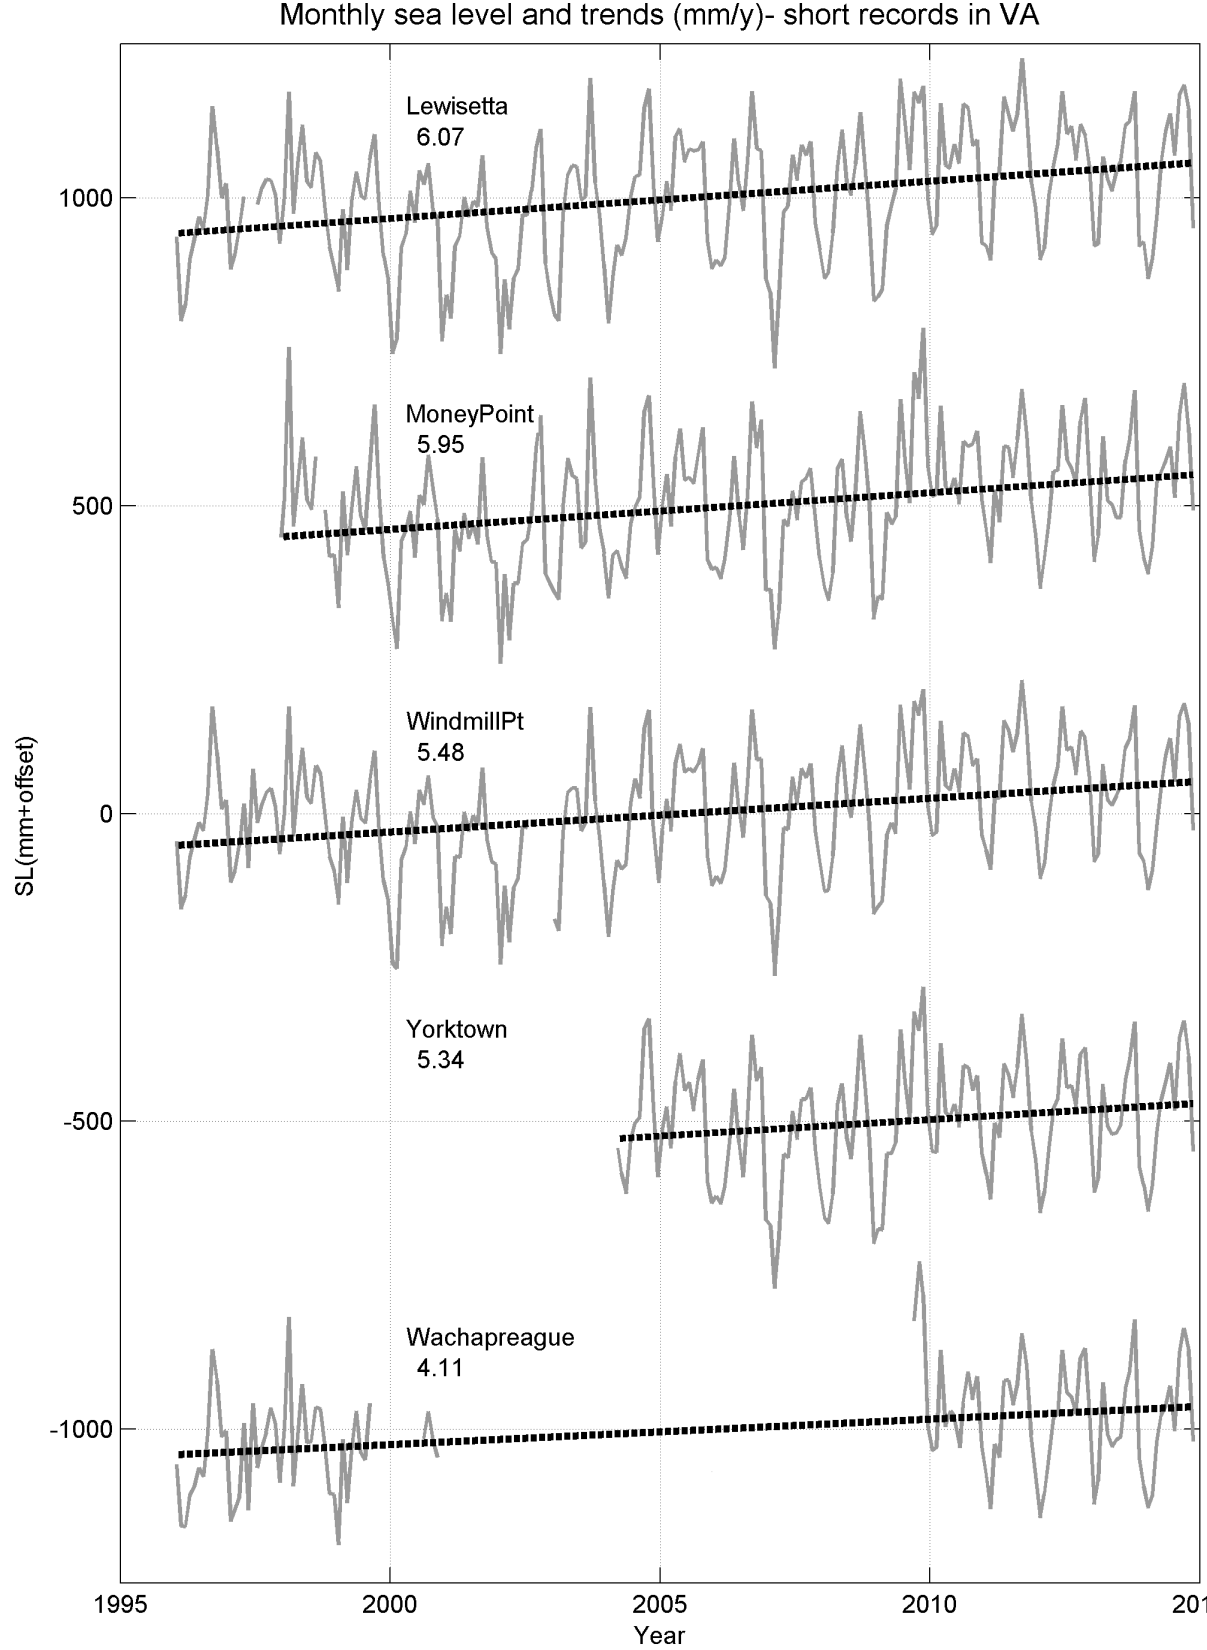 Monthly sea level and trends (mm/y)- short records in VA
Lewisetta
6.07
1000
MoneyPoint
5.95
500
WindmillPt
5.48
0
SL(mm+offset)
Yorktown
5.34
-500
Wachapreague
4.11
-1000
1995 2000 2005 2010 201
Year